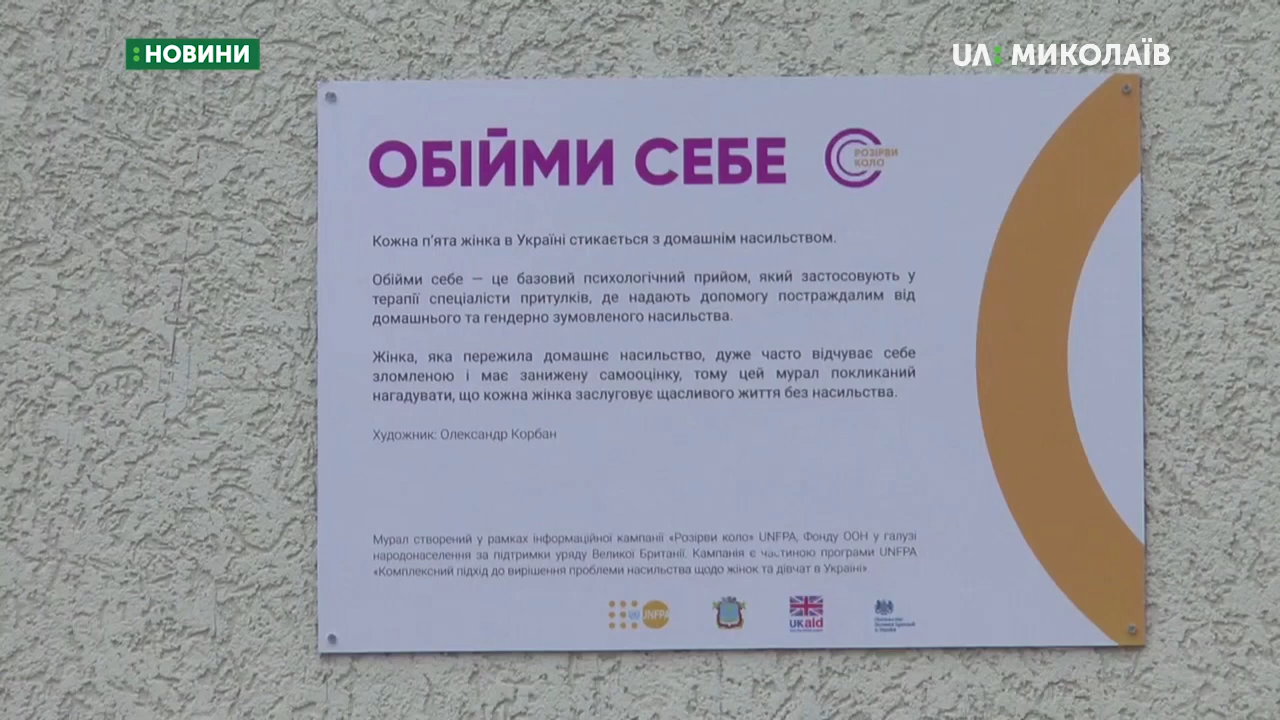 НОВИНИ
UA: МИКОЛАЇВ
ОБІЙМИ СЕБЕ
РОЗІРВИ
КОЛО
Кожна п'ята жінка в Україні стикається з домашнім насильством.
Обійми себе — це базовий психологічний прийом, який застосовують у
терапії спеціалісти притулків, де надають допомогу постраждалим від
домашнього та гендерно зумовленого насильства.
Жінка, яка пережила домашнє насильство, дуже часто відчуває себе
зломленою і має занижену самооцінку, тому цей мурал покликаний
нагадувати, що кожна жінка заслуговує щасливого життя без насильства.
Художник: Олександр Корбан
Мурал створений у рамках інформаційної кампанії «Розірви коло» UNFPA, Фонду ООН у галузі
народонаселення за підтримки уряду Великої Британії. Кампанія є частиною програми UNFPA
«Комплексний підхід до вирішення проблеми насильства щодо жінок та дівчат в Україні».
UNFPA
UKaid